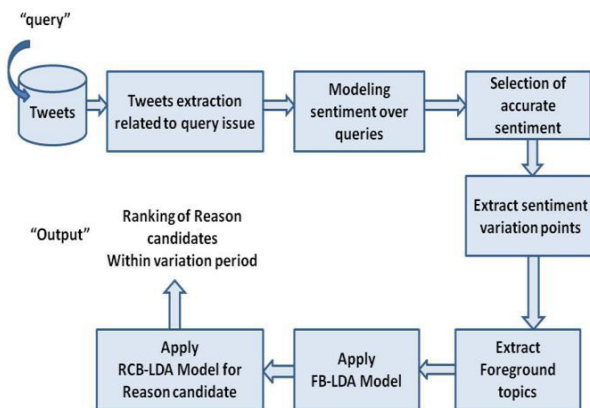 “query”
Tweets
Tweets extraction
related to query issue
Modeling
sentiment over
queries
Selection of
accurate
sentiment
Extract sentiment
variation points
Extract
Foreground
topics
Apply
FB-LDA Model
Apply
RCB-LDA Model for
Reason candidate
“Output”
Ranking of Reason
candidates
Within variation period